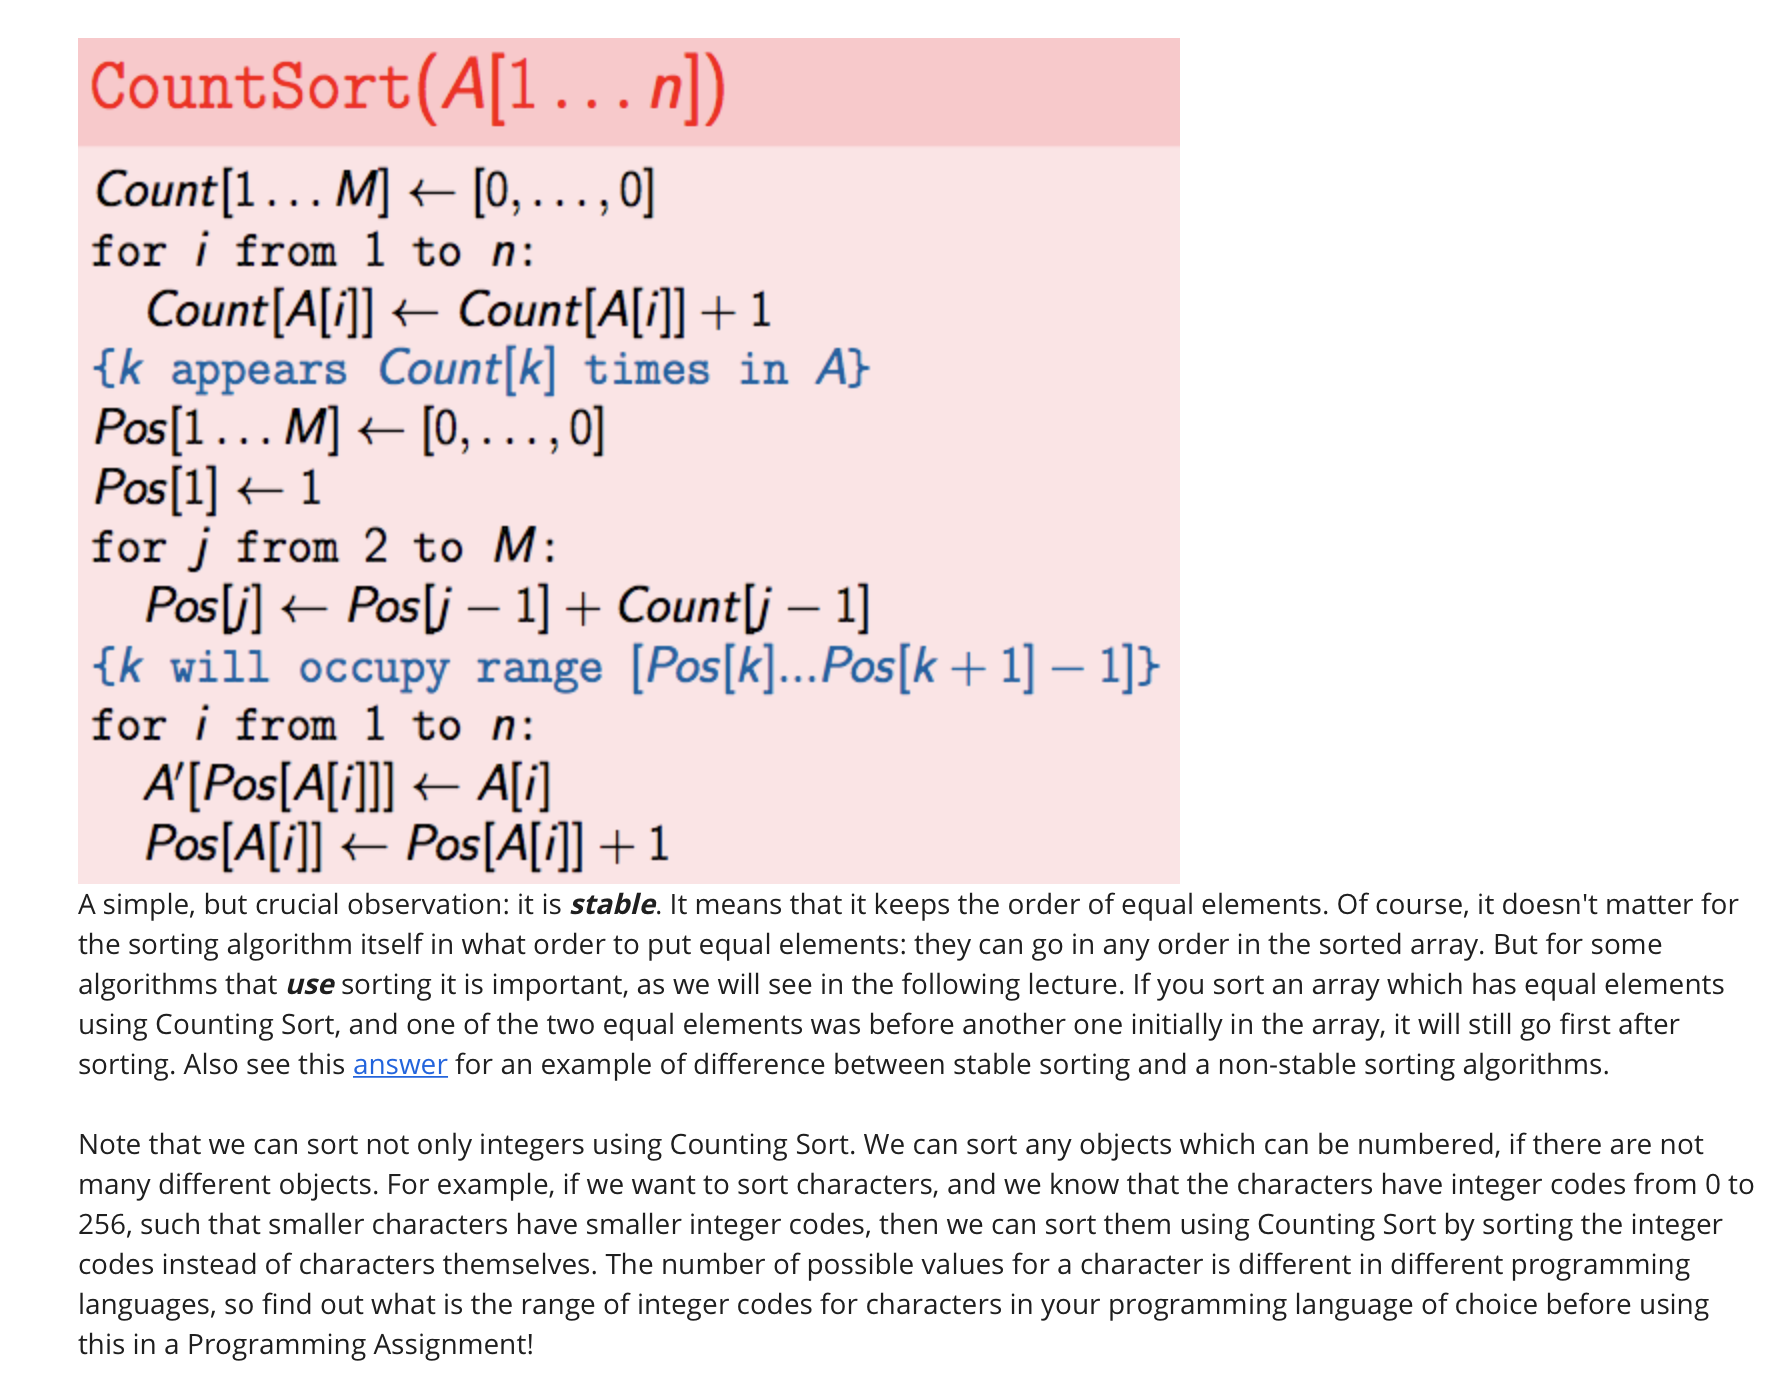 CountSort(A[1 . . . n])
Count[1 . . . M] ← [0, . . . , 0]
for i from 1 to n:
Count[A[i]] ← Count[A[i]] + 1
{k appears Count[k] times in A}
Pos[1 . . . M] ← [0, . . . , 0]
Pos[1] ← 1
for j from 2 to M:
Pos[j] ← Pos[j − 1] + Count[j − 1]
{k will occupy range [Pos[k]...Pos[k + 1] − 1]}
for i from 1 to n:
A′[Pos[A[i]]] ← A[i]
Pos[A[i]] ← Pos[A[i]] + 1
A simple, but crucial observation: it is stable. It means that it keeps the order of equal elements. Of course, it doesn't matter for
the sorting algorithm itself in what order to put equal elements: they can go in any order in the sorted array. But for some
algorithms that use sorting it is important, as we will see in the following lecture. If you sort an array which has equal elements
using Counting Sort, and one of the two equal elements was before another one initially in the array, it will still go first after
sorting. Also see this answer for an example of difference between stable sorting and a non-stable sorting algorithms.
Note that we can sort not only integers using Counting Sort. We can sort any objects which can be numbered, if there are not
many different objects. For example, if we want to sort characters, and we know that the characters have integer codes from 0 to
256, such that smaller characters have smaller integer codes, then we can sort them using Counting Sort by sorting the integer
codes instead of characters themselves. The number of possible values for a character is different in different programming
languages, so find out what is the range of integer codes for characters in your programming language of choice before using
this in a Programming Assignment!